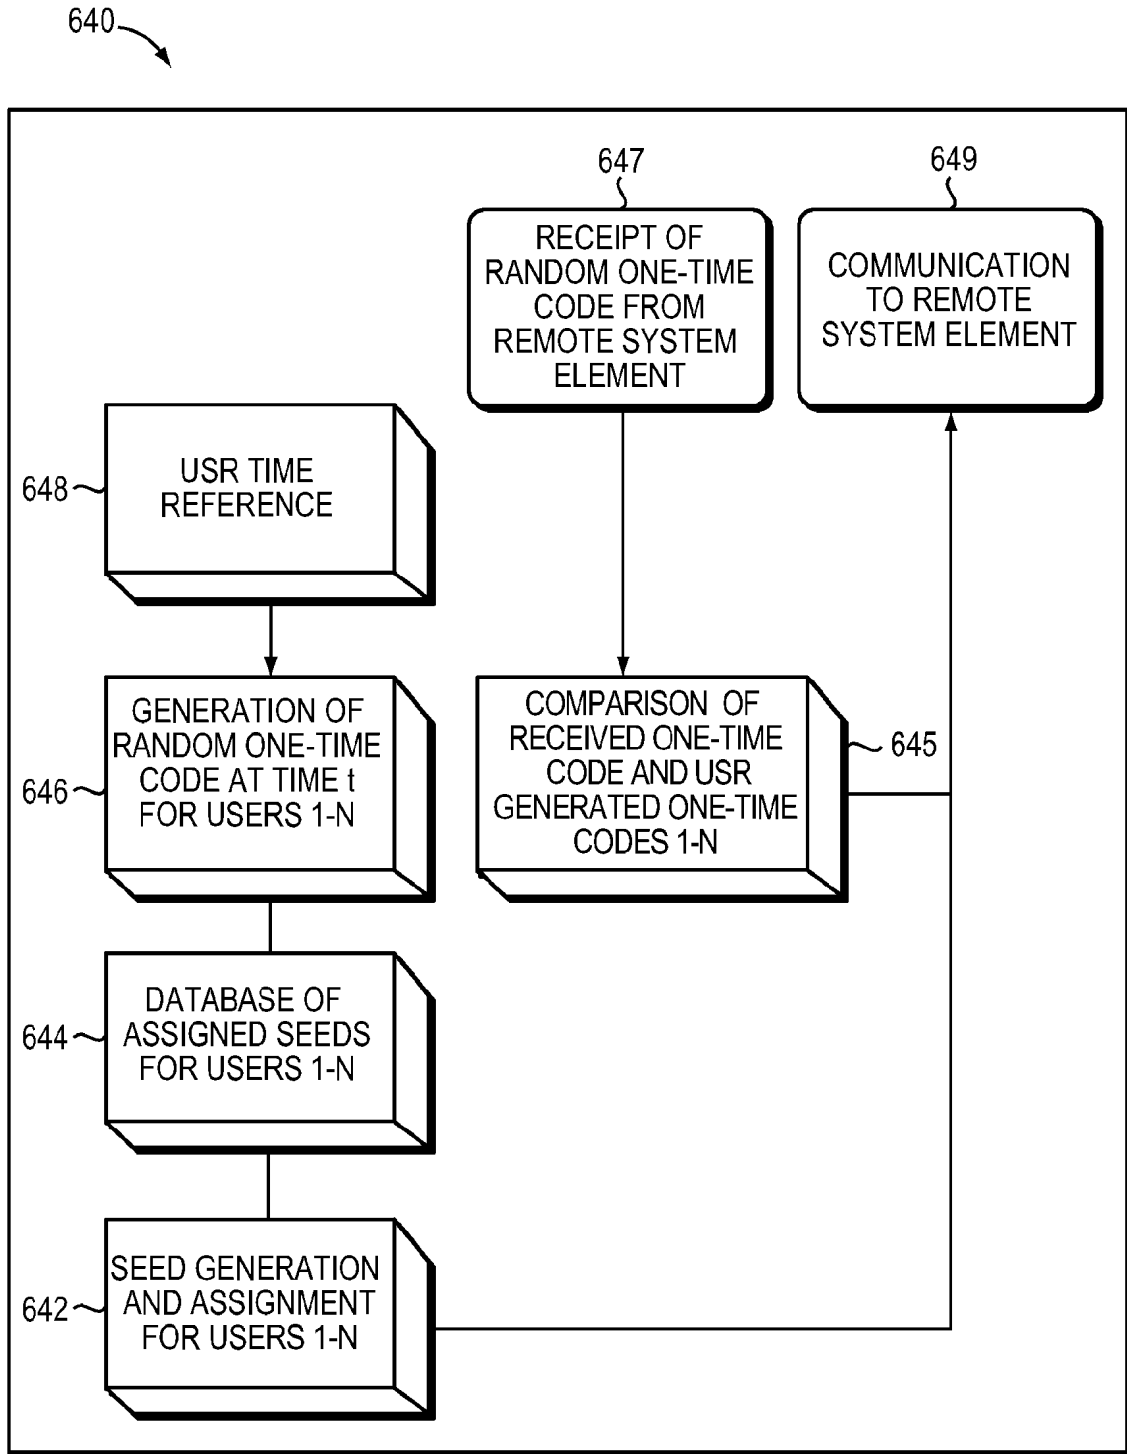 640
647
RECEIPT OF
RANDOM ONE-TIME
CODE FROM
REMOTE SYSTEM
ELEMENT
649
COMMUNICATION
TO REMOTE
SYSTEM ELEMENT
648
USR TIME
REFERENCE
646
GENERATION OF
RANDOM ONE-TIME
CODE AT TIME t
FOR USERS 1-N
COMPARISON OF
RECEIVED ONE-TIME
CODE AND USR
GENERATED ONE-TIME
CODES 1-N
645
644
DATABASE OF
ASSIGNED SEEDS
FOR USERS 1-N
642
SEED GENERATION
AND ASSIGNMENT
FOR USERS 1-N